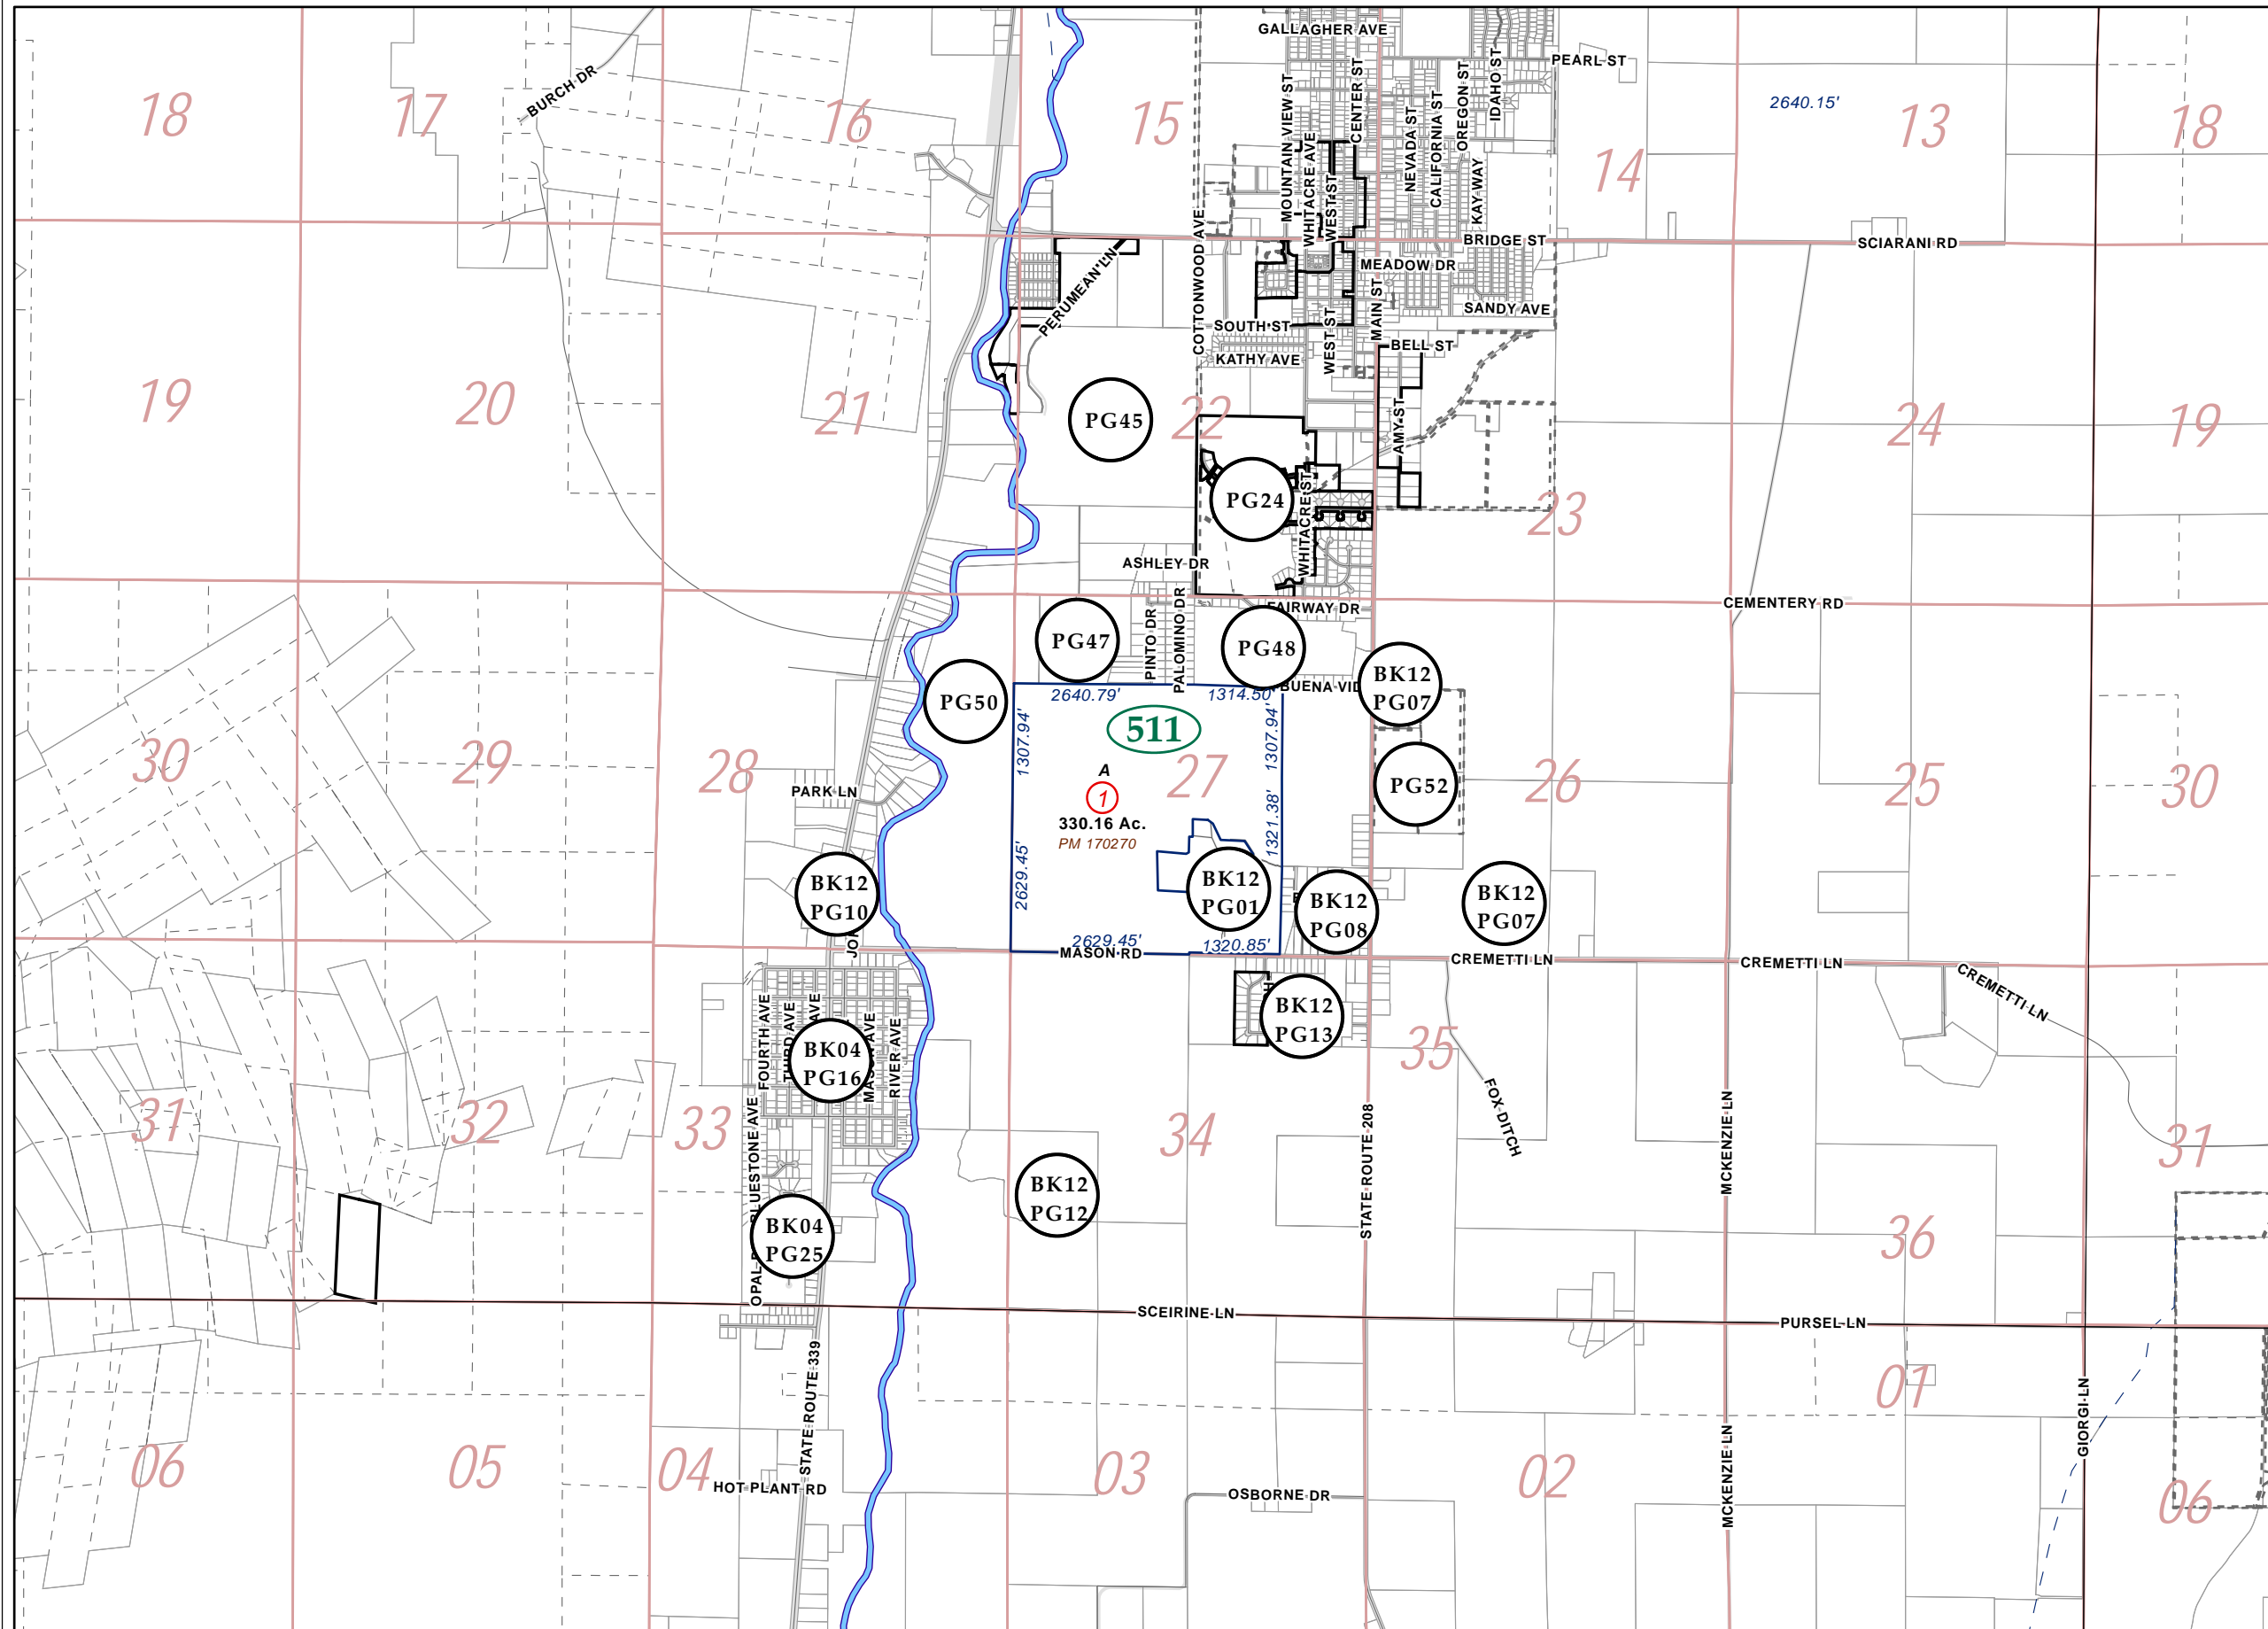 GALLAGHER AVE
PEARL ST
BURCH DR
MOUNTAIN VIEW ST
CENTER ST
NEVADA ST
CALIFORNIA ST
OREGON ST
IDAHO ST
KAY WAY
WHITACRE AVE
WEST ST
2640.15'
18
17
16
15
14
13
18
COTTONWOOD AVE
BRIDGE ST
SCIARANI RD
PERUMEAN LN
MEADOW DR
MAIN ST
SANDY AVE
SOUTH ST
WEST ST
BELL ST
KATHY AVE
AMY ST
19
20
21
PG45
22
24
19
PG24
WHITACRE ST
23
ASHLEY DR
CEMENTERY RD
FAIRWAY DR
PINTO DR
PALOMINO DR
PG47
PG48
PG50
BK12
PG07
BUENA VID
2640.79'
1314.50'
1307.94'
511
1307.94'
30
29
28
27
26
25
30
PARK LN
A
1
330.16 Ac.
PM 170270
PG52
1321.38'
2629.45'
BK12
PG10
BK12
PG01
BK12
PG08
BK12
PG07
2629.45'
1320.85'
MASON RD
CREMETTI LN
CREMETTI LN
CREMETTI LN
FOURTH AVE
THIRD AVE
AVE
AVE
RIVER AVE
BK12
PG13
BK04
PG16
35
FOX DITCH
31
32
33
34
31
STATE ROUTE 208
MCKENZIE LN
BLUESTONE AVE
OPAL
BK12
PG12
BK04
PG25
36
SCEIRINE LN
PURSEL LN
STATE ROUTE 339
GIORGI LN
MCKENZIE LN
06
05
04
03
02
01
06
HOT PLANT RD
OSBORNE DR